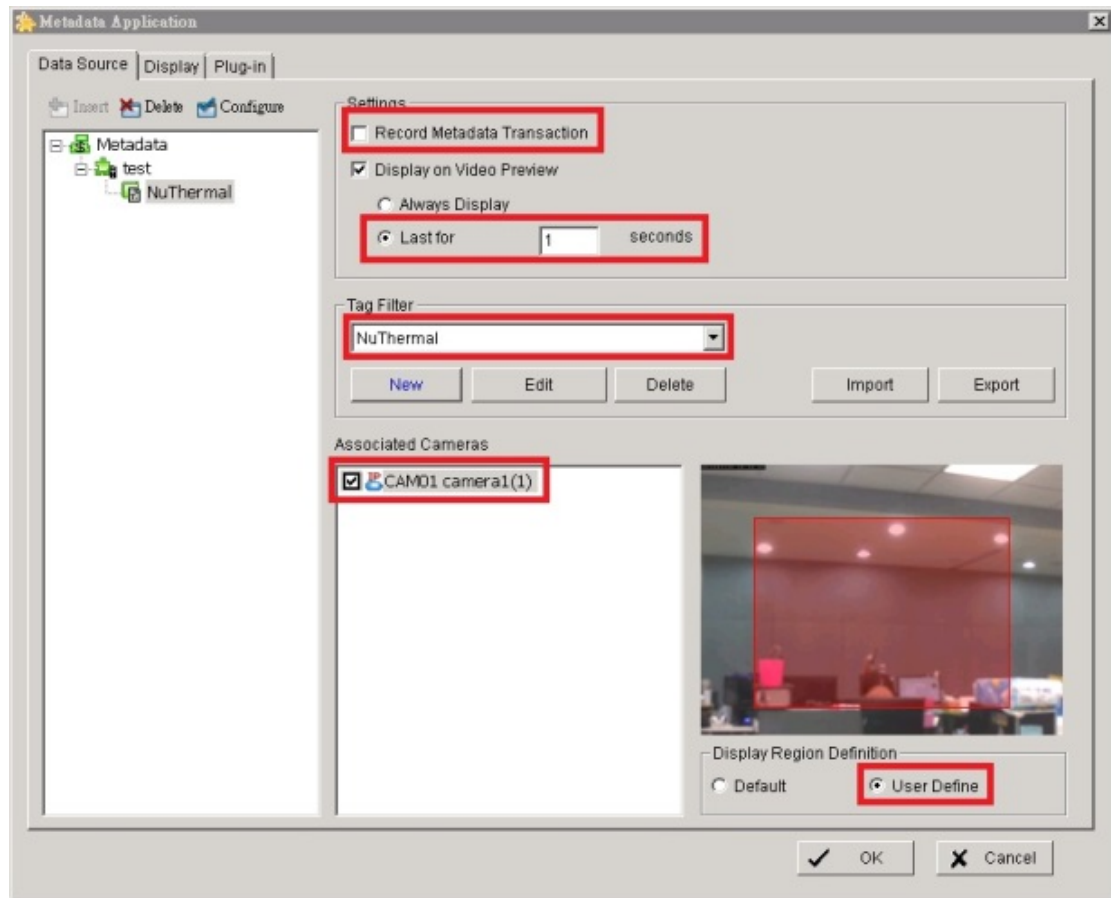 Metadata Application
Data Source Display Plug-in
Insert Delete Configure
Metadata
test
NuThermal
Settings
Record Metadata Transaction
Display on Video Preview
Always Display
Last for 1 seconds
Tag Filter
NuThermal
New Edit Delete Import Export
Associated Cameras
CAM01 camera1(1)
Display Region Definition
Default User Define
OK Cancel